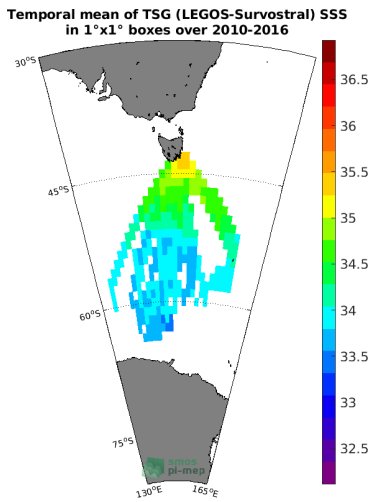 Temporal mean of TSG (LEGOS-Survostral) SSS
in 1°x1° boxes over 2010-2016
30°S
45°S
60°S
75°S
130°E
165°E
36.5
36
35.5
35
34.5
34
33.5
33
32.5
smos
pi-mep